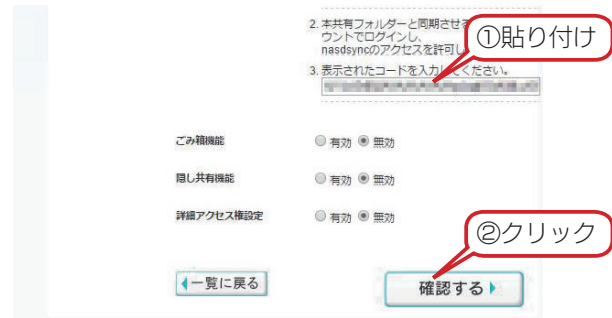 2. 本共有フォルダーと同期させる
ウントでログインし、
nasdsyncのアクセスを許可し
①貼り付け
3. 表示されたコードを入力してください。
ごみ箱機能 有効 無効
隠し共有機能 有効 無効
詳細アクセス権設定 有効 無効
②クリック
一覧に戻る 確認する